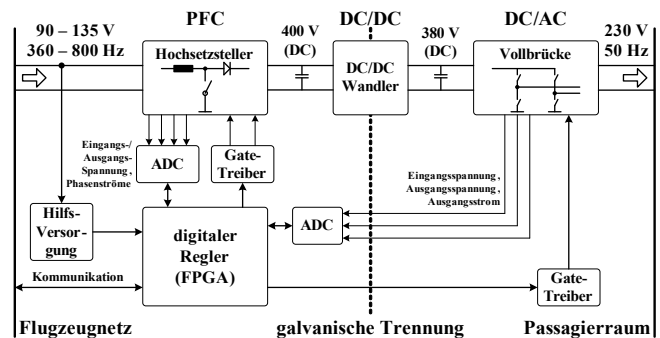 PFC
DC/DC
DC/AC
90 – 135 V
360 – 800 Hz
400 V
(DC)
380 V
(DC)
230 V
50 Hz
Hochsetzsteller
DC/DC
Wandler
Vollbrücke
Eingangs-/
Ausgangs-
Spannung,
Phasenströme
ADC
Gate-
Treiber
Eingangsspannung,
Ausgangsspannung,
Ausgangsstrom
Hilfs-
Versor-
gung
digitaler
Regler
(FPGA)
ADC
Kommunikation
Gate-
Treiber
Flugzeugnetz
galvanische Trennung
Passagierraum